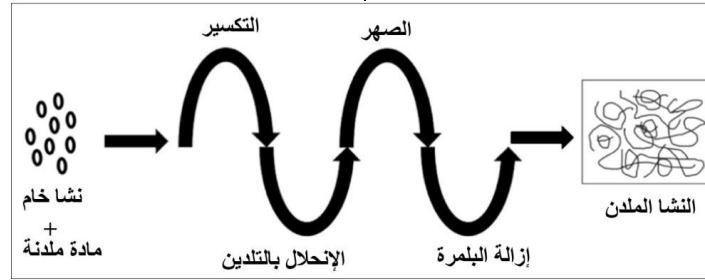 التكسير
الصهر
نشا خام
+
مادة ملدنة
الإنحلال بالتلدين
إزالة البلمرة
النشا الملدن